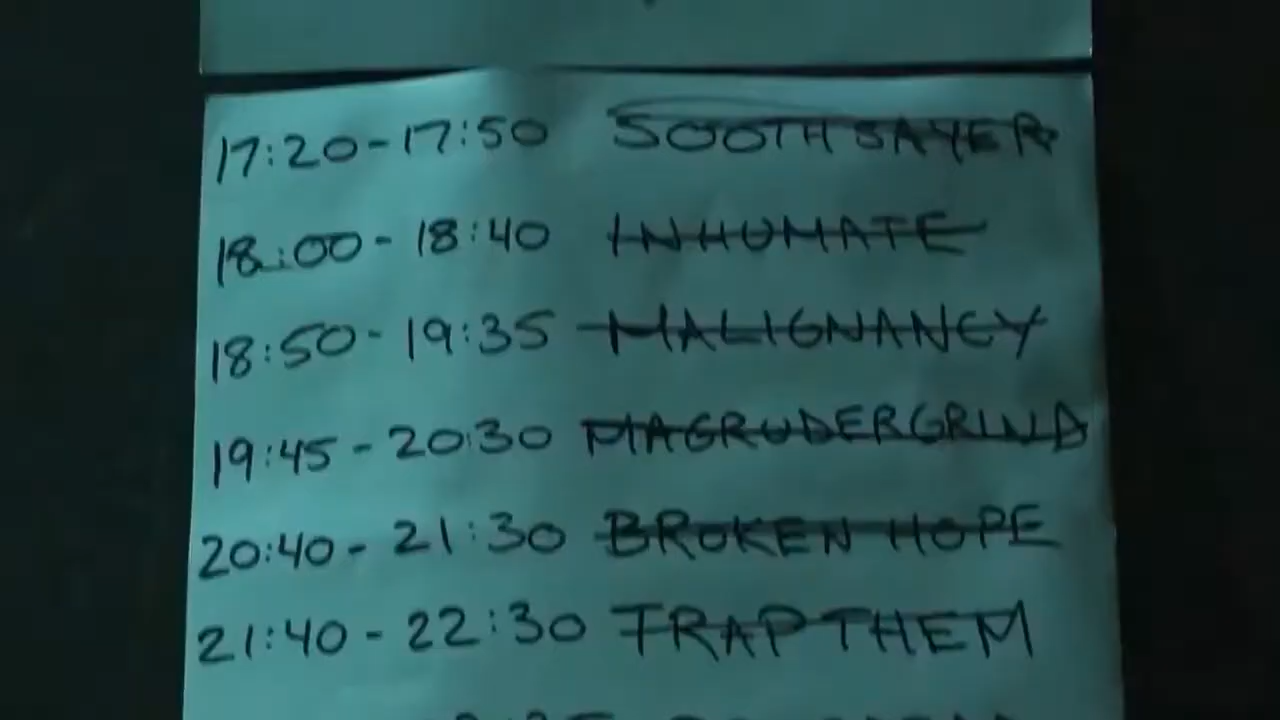 17:20-17:50 SOOTHSAYER
18:00-18:40 INHUMATE
18:50-19:35 MALIGNANCY
19:45-20:30 MAGRUDERGRIND
20:40-21:30 BROKEN HOPE
21:40-22:30 TRAP THEM